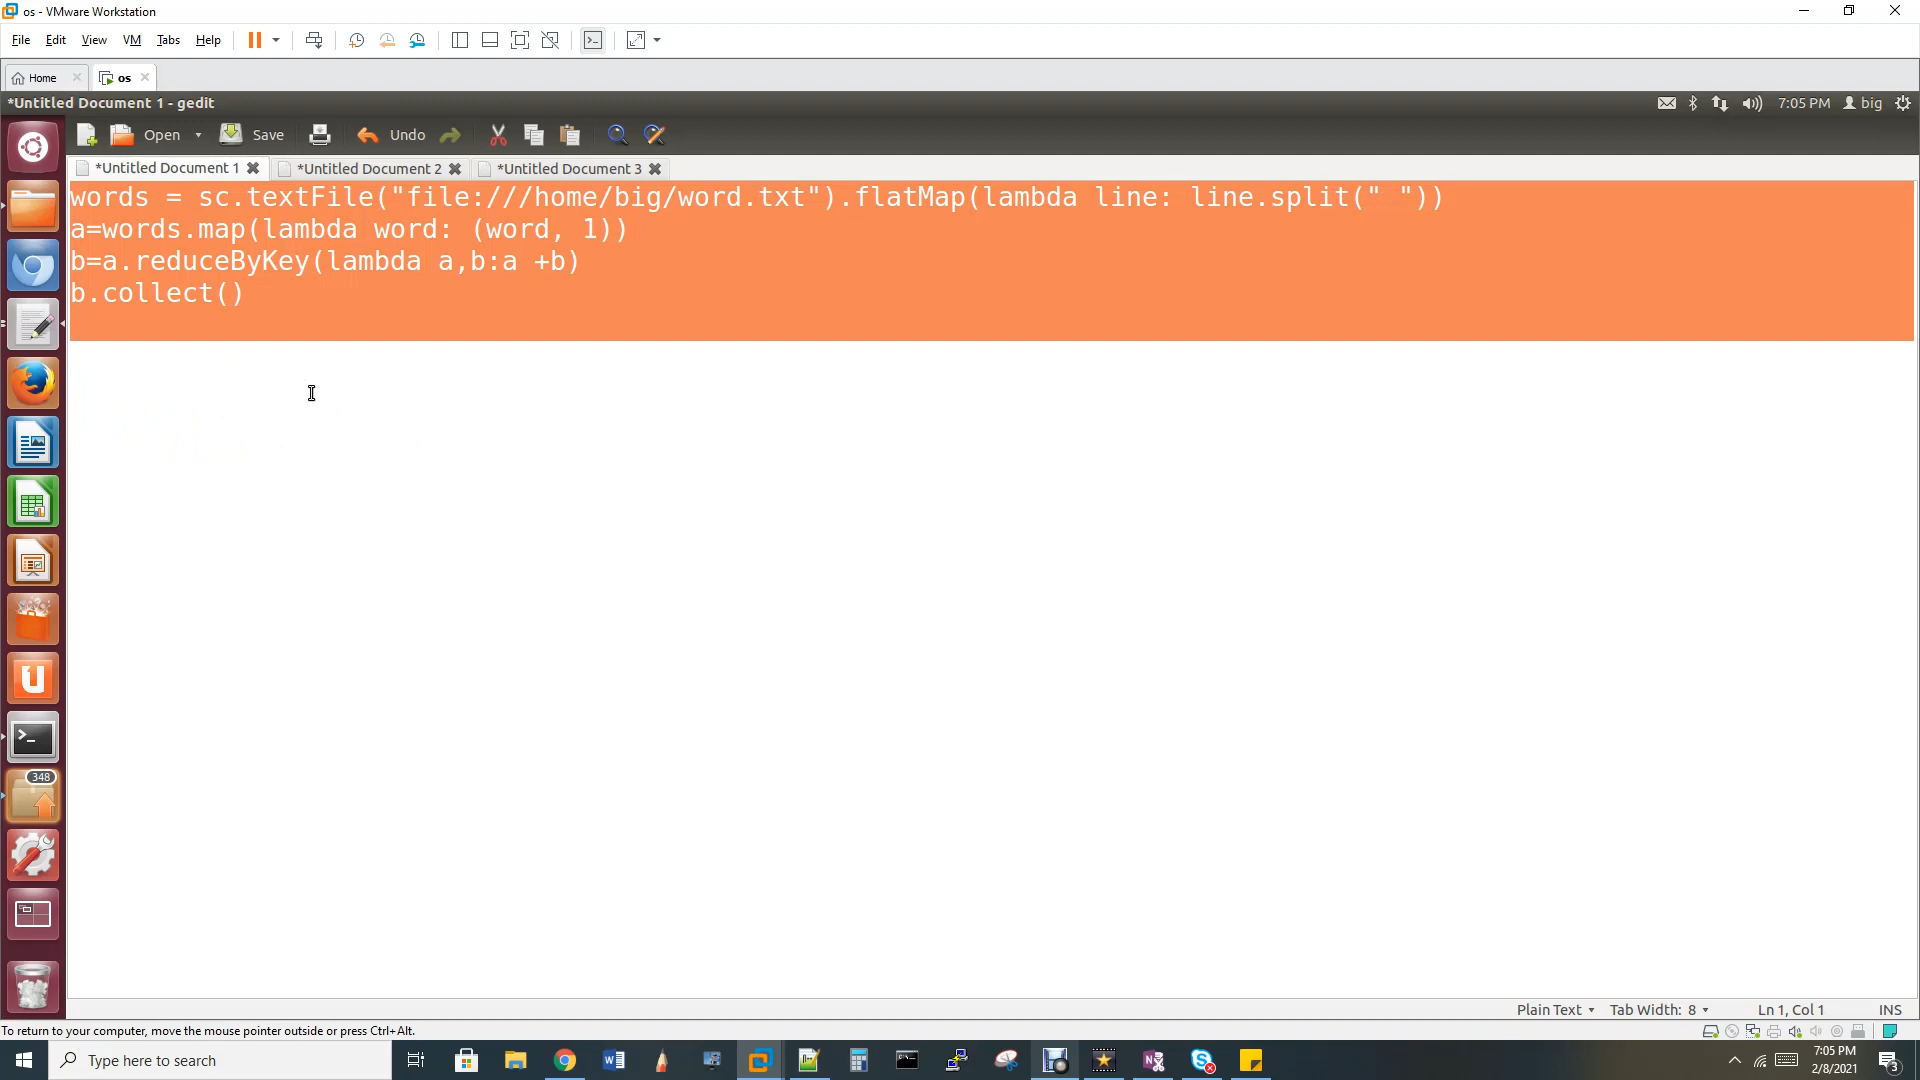 os - VMware Workstation
File Edit View VM Tabs Help
Home os
*Untitled Document 1 - gedit 7:05 PM big
Open Save Undo
*Untitled Document 1 *Untitled Document 2 *Untitled Document 3
words = sc.textFile("file:///home/big/word.txt").flatMap(lambda line: line.split(" "))
a=words.map(lambda word: (word, 1))
b=a.reduceByKey(lambda a,b:a +b)
b.collect()
348
Plain Text Tab Width: 8 Ln 1, Col 1 INS
To return to your computer, move the mouse pointer outside or press Ctrl+Alt.
Type here to search
7:05 PM
2/8/2021
3